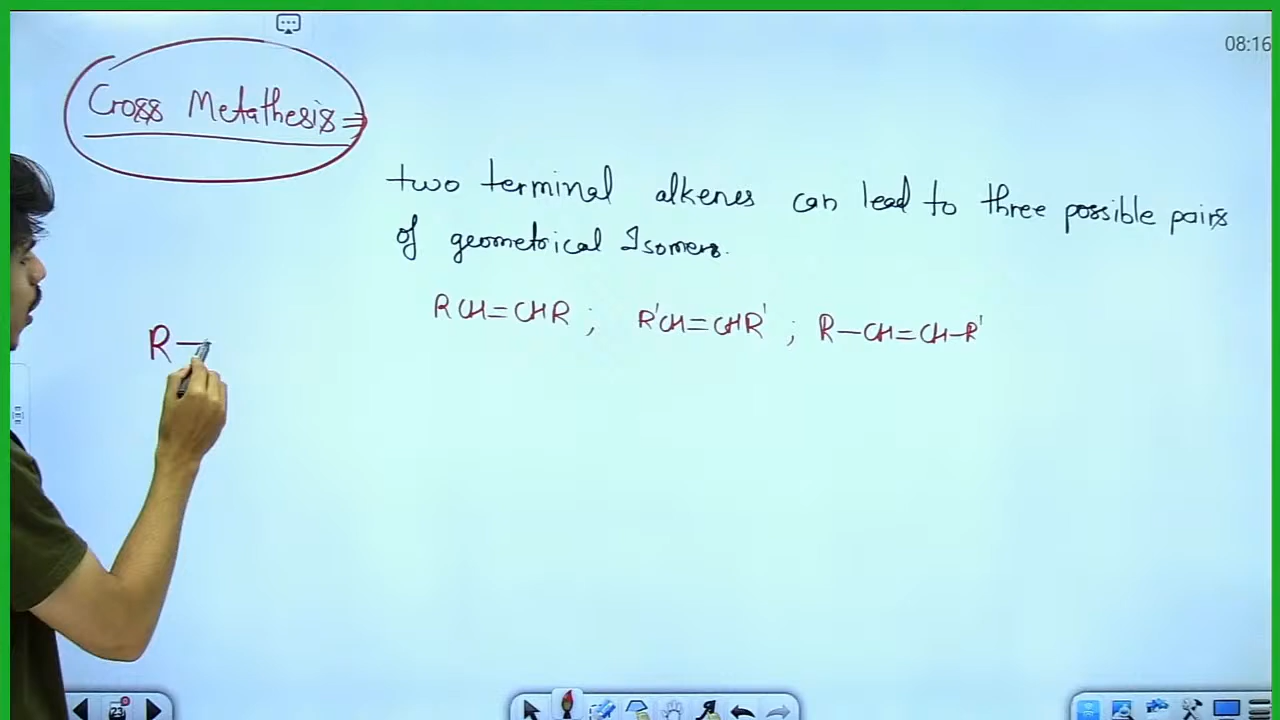 08:16
Cross Metathesis
two terminal alkenes can lead to three possible pairs
of geometrical Isomers.
RCH=CHR ; R'CH=CHR' ; R-CH=CH-R'
R-
23